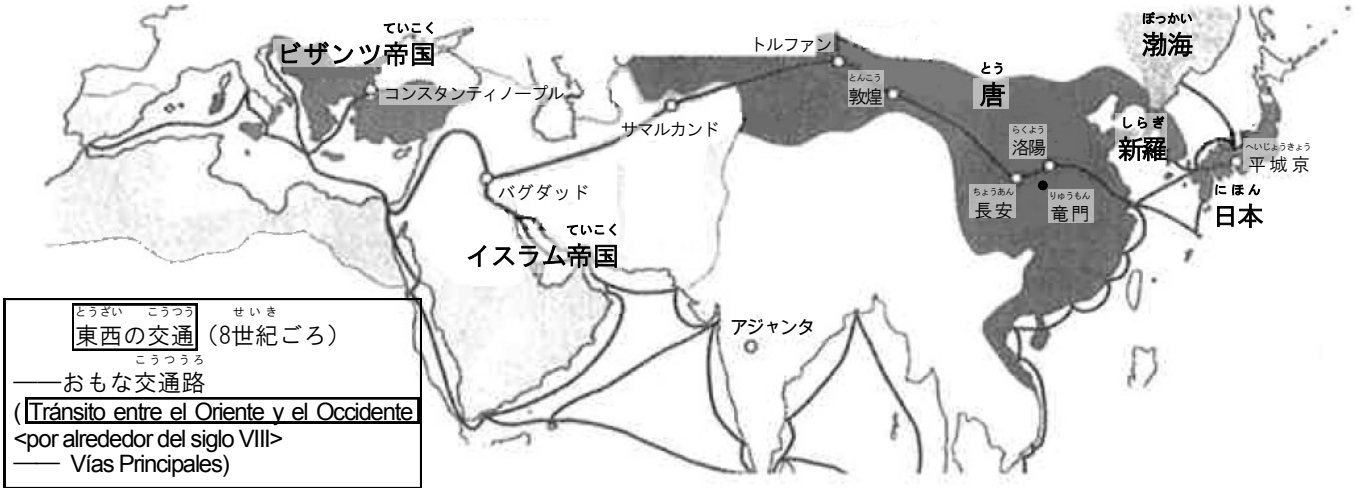 ていこく
ビザンツ帝国
コンスタンティノープル
トルファン
サマルカンド
とんこう
敦煌
とう
唐
ぼっかい
渤海
しらぎ
新羅
らくよう
洛陽
ちょうあん
長安
りゅうもん
竜門
へいじょうきょう
平城京
にほん
日本
バグダッド
ていこく
イスラム帝国
アジャンタ
とうざい こうつう せいき
東西の交通 (8世紀ごろ)
こうつうろ
――おもな交通路
( Tránsito entre el Oriente y el Occidente
<por alrededor del siglo VIII>
―― Vías Principales)